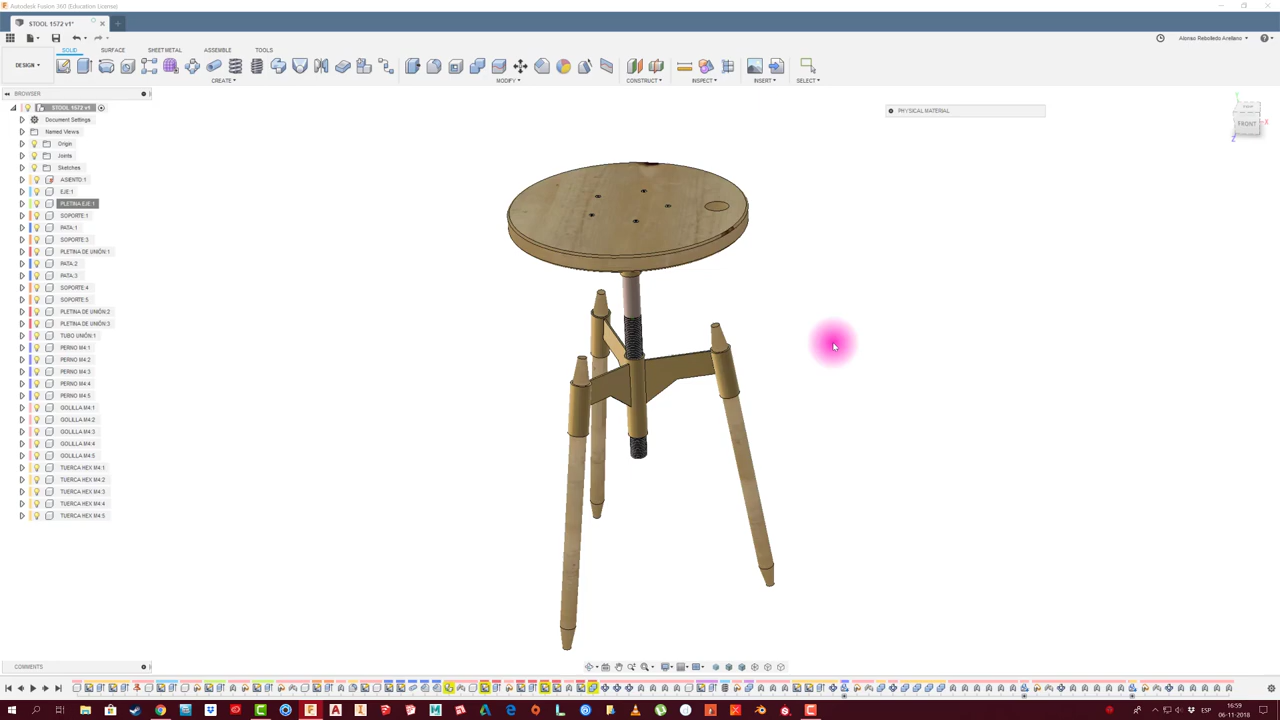 Autodesk Fusion 360 (Education License)
STOOL 1572 v1*
Alonso Rebolledo Arellano
SOLID SURFACE SHEET METAL ASSEMBLE TOOLS
DESIGN
CREATE MODIFY CONSTRUCT INSPECT INSERT SELECT
BROWSER
STOOL 1572 v1
Document Settings
Named Views
Origin
Joints
Sketches
ASIENTO:1
EJE:1
PLETINA EJE:1
SOPORTE:1
PATA:1
SOPORTE:3
PLETINA DE UNIÓN:1
PATA:2
PATA:3
SOPORTE:4
SOPORTE:5
PLETINA DE UNIÓN:2
PLETINA DE UNIÓN:3
TUBO UNIÓN:1
PERNO M4:1
PERNO M4:2
PERNO M4:3
PERNO M4:4
PERNO M4:5
GOLILLA M4:1
GOLILLA M4:2
GOLILLA M4:3
GOLILLA M4:4
GOLILLA M4:5
TUERCA HEX M4:1
TUERCA HEX M4:2
TUERCA HEX M4:3
TUERCA HEX M4:4
TUERCA HEX M4:5
PHYSICAL MATERIAL
FRONT
X
Z
COMMENTS
ESP
16:59
06-11-2018